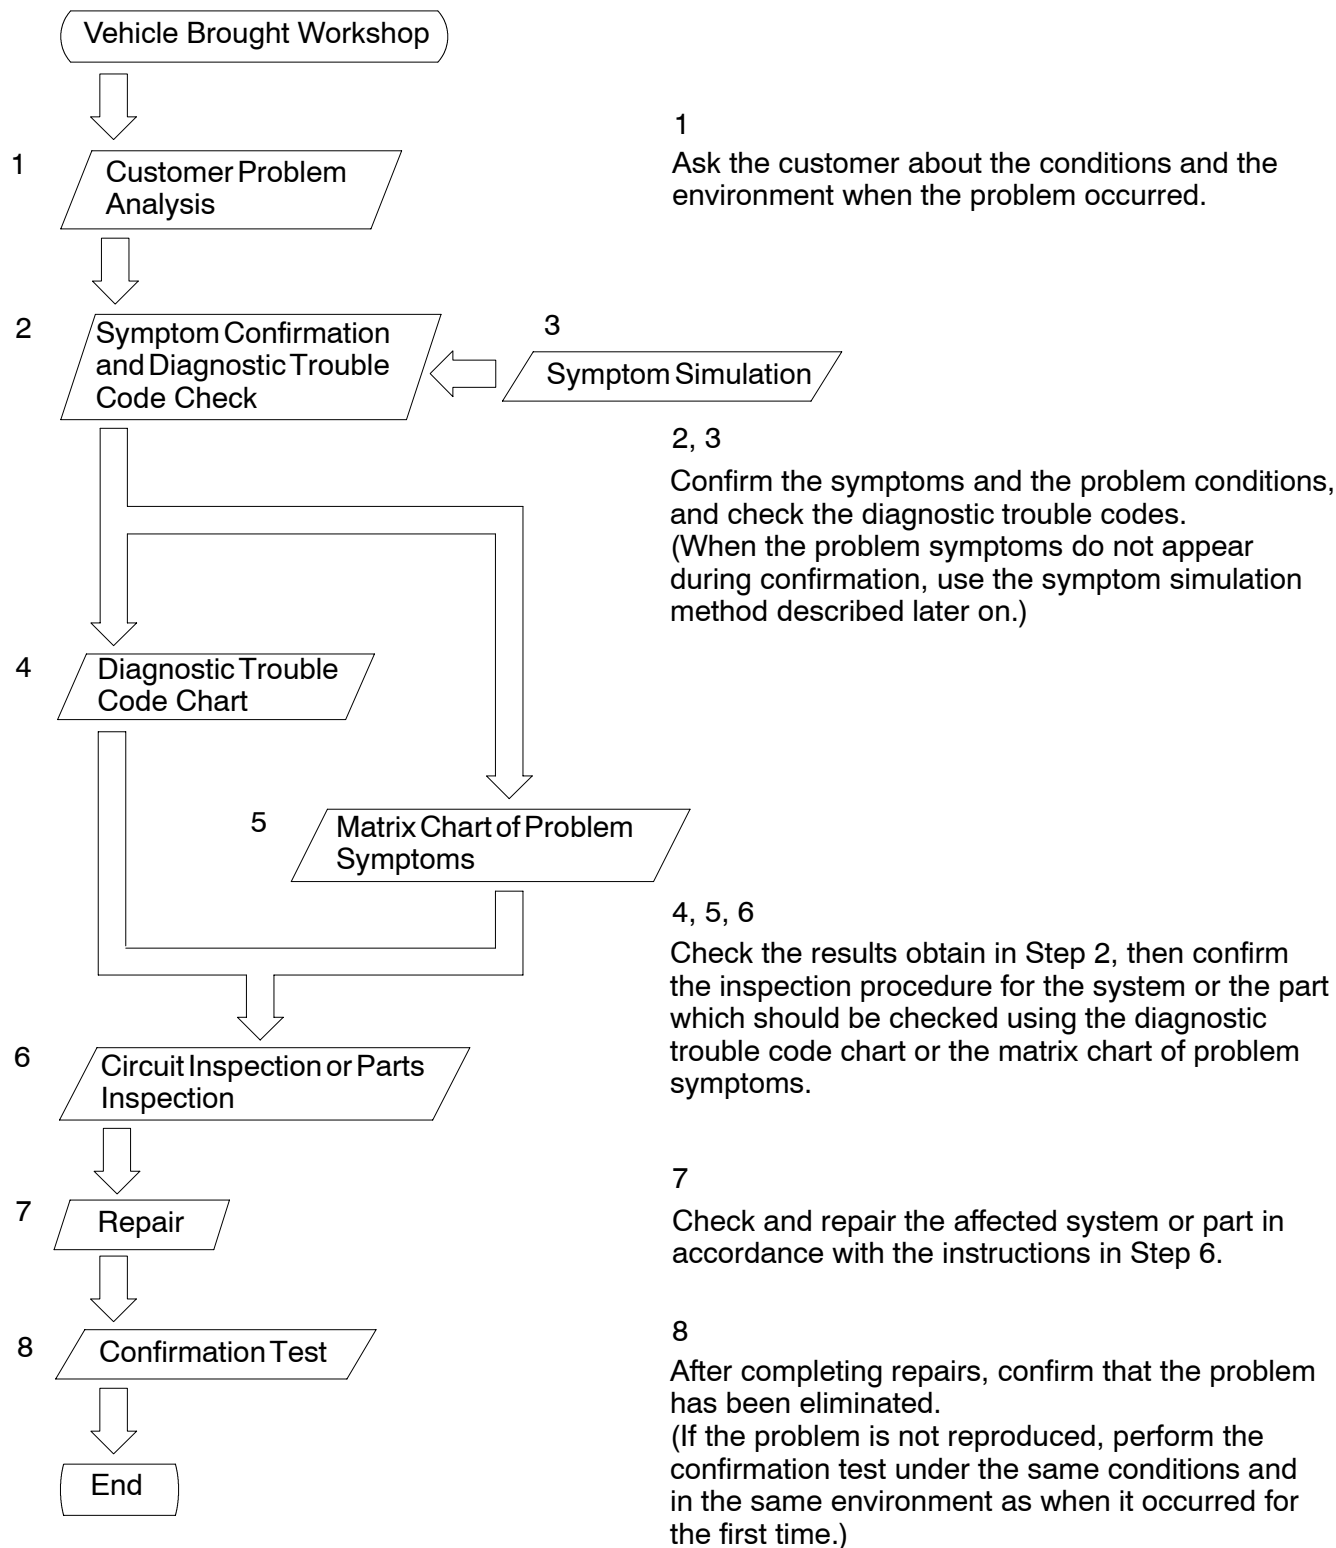 Vehicle Brought Workshop
1
Customer Problem
Analysis
1
Ask the customer about the conditions and the
environment when the problem occurred.
2
Symptom Confirmation
and Diagnostic Trouble
Code Check
3
Symptom Simulation
2, 3
Confirm the symptoms and the problem conditions,
and check the diagnostic trouble codes.
(When the problem symptoms do not appear
during confirmation, use the symptom simulation
method described later on.)
4
Diagnostic Trouble
Code Chart
5
Matrix Chart of Problem
Symptoms
4, 5, 6
Check the results obtain in Step 2, then confirm
the inspection procedure for the system or the part
which should be checked using the diagnostic
trouble code chart or the matrix chart of problem
symptoms.
6
Circuit Inspection or Parts
Inspection
7
Repair
7
Check and repair the affected system or part in
accordance with the instructions in Step 6.
8
Confirmation Test
8
After completing repairs, confirm that the problem
has been eliminated.
(If the problem is not reproduced, perform the
confirmation test under the same conditions and
in the same environment as when it occurred for
the first time.)
End